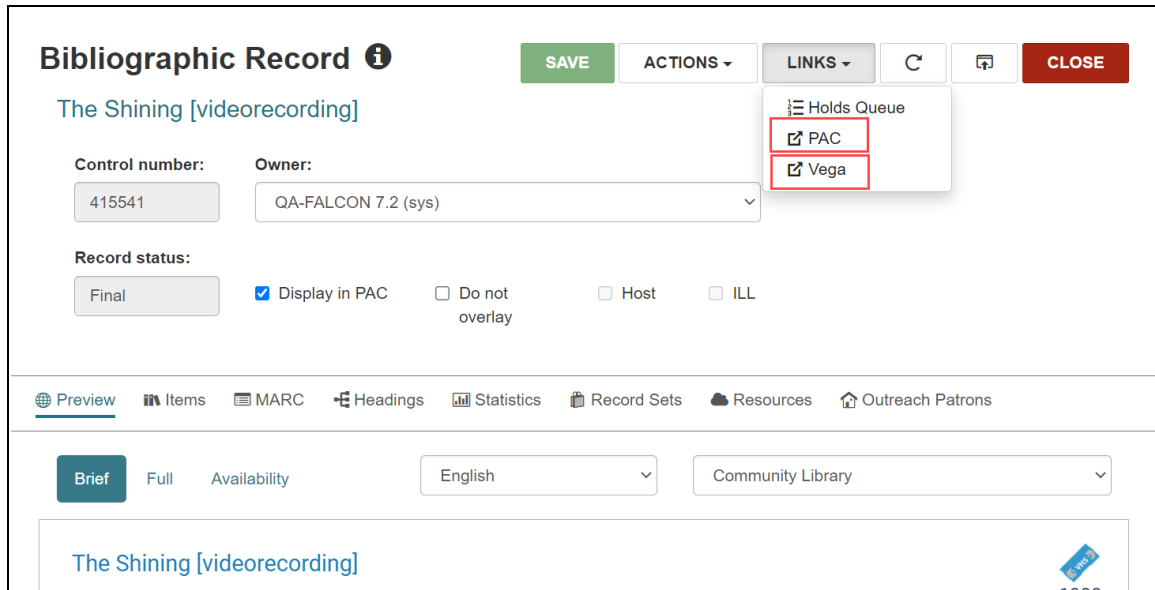 Bibliographic Record
SAVE
ACTIONS
LINKS
CLOSE
The Shining [videorecording]
Holds Queue
PAC
Vega
Control number:
Owner:
415541
QA-FALCON 7.2 (sys)
Record status:
Final
Display in PAC
Do not
overlay
Host
ILL
Preview
Items
MARC
Headings
Statistics
Record Sets
Resources
Outreach Patrons
Brief
Full
Availability
English
Community Library
The Shining [videorecording]
VHS